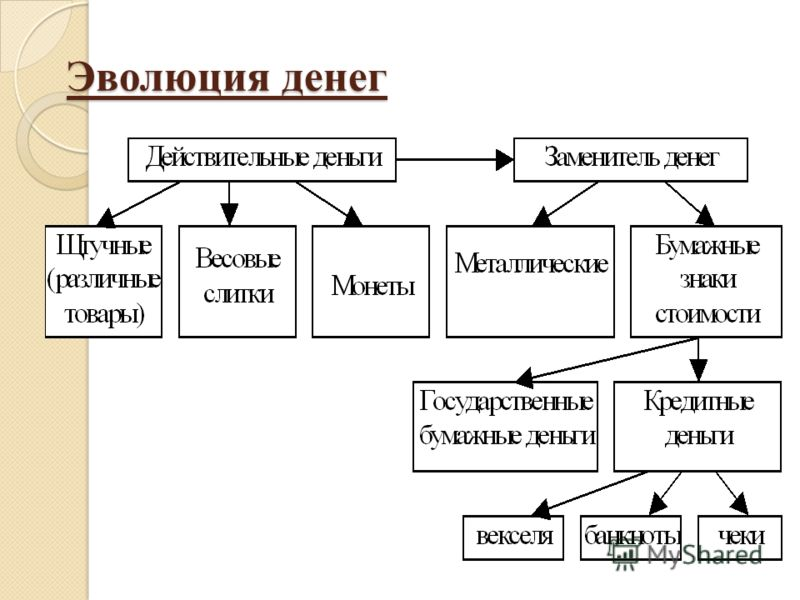 Эволюция денег
Действительные деньги
Заменитель денег
Штучные
(различные
товары)
Весовые
слитки
Монеты
Металлические
Бумажные
знаки
стоимости
Государственные
бумажные деньги
Кредитные
деньги
векселя
банкноты
чеки
MyShared